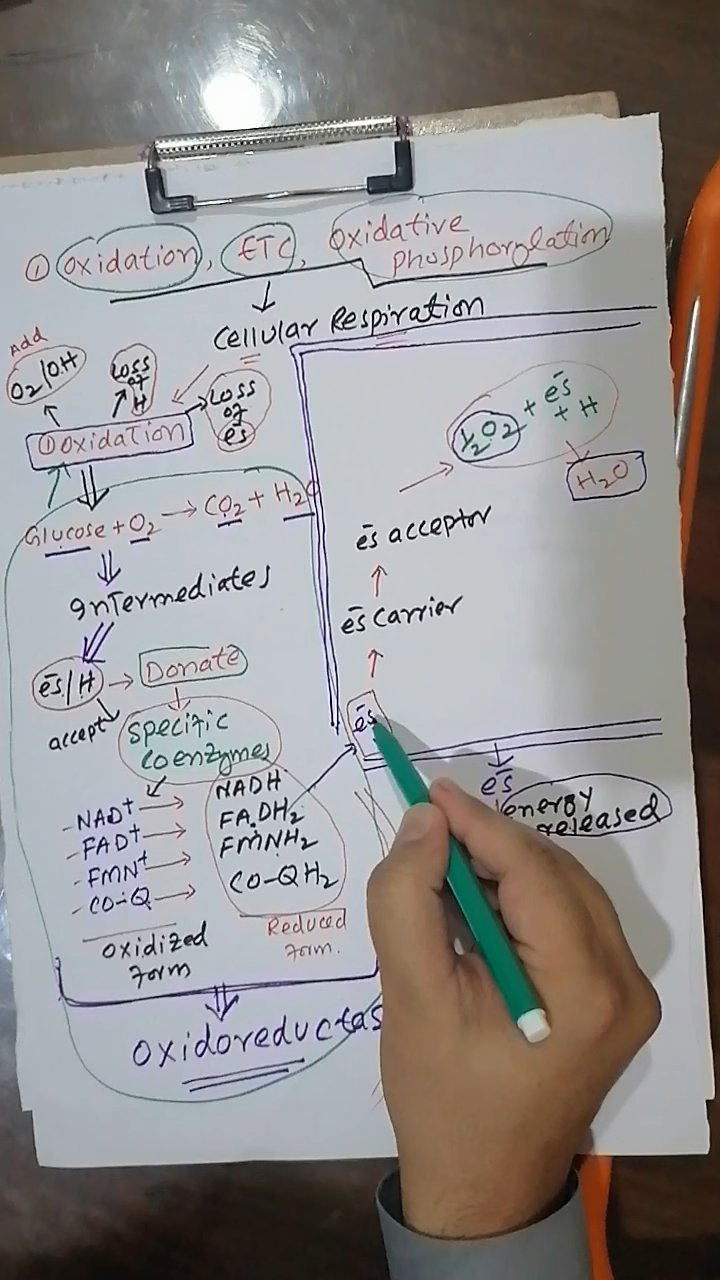 ① Oxidation, ETC, Oxidative
phosphorylation
Cellular Respiration
Add
O2/OH
Loss
of
H
Loss
of
ēs
① Oxidation
Glucose + O2 → CO2 + H2O
Intermediates
ēs/H → Donate
accept
Specific
Coenzymes
- NAD+ → NADH
- FAD+ → FADH2
- FMN+ → FMNH2
- CO-Q → CO-QH2
Oxidized
Form
Reduced
Form.
Oxidoreductas
½O2 + ēs
+ H
H2O
ēs acceptor
ēs carrier
ēs
ēs
energy
released